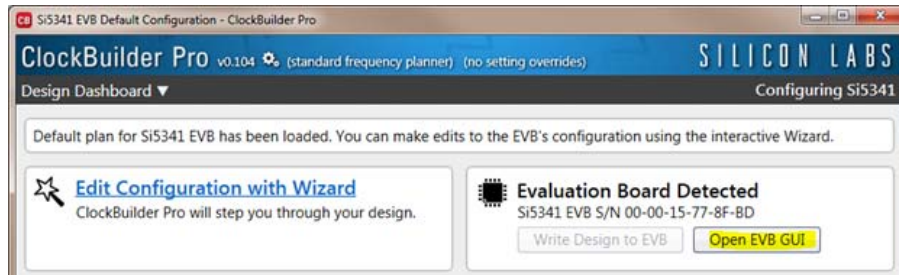 CB Si5341 EVB Default Configuration - ClockBuilder Pro
ClockBuilder Pro v0.104 (standard frequency planner) (no setting overrides) SILICON LABS
Design Dashboard ▼ Configuring Si5341
Default plan for Si5341 EVB has been loaded. You can make edits to the EVB's configuration using the interactive Wizard.
Edit Configuration with Wizard
ClockBuilder Pro will step you through your design.
Evaluation Board Detected
Si5341 EVB S/N 00-00-15-77-8F-BD
Write Design to EVB Open EVB GUI